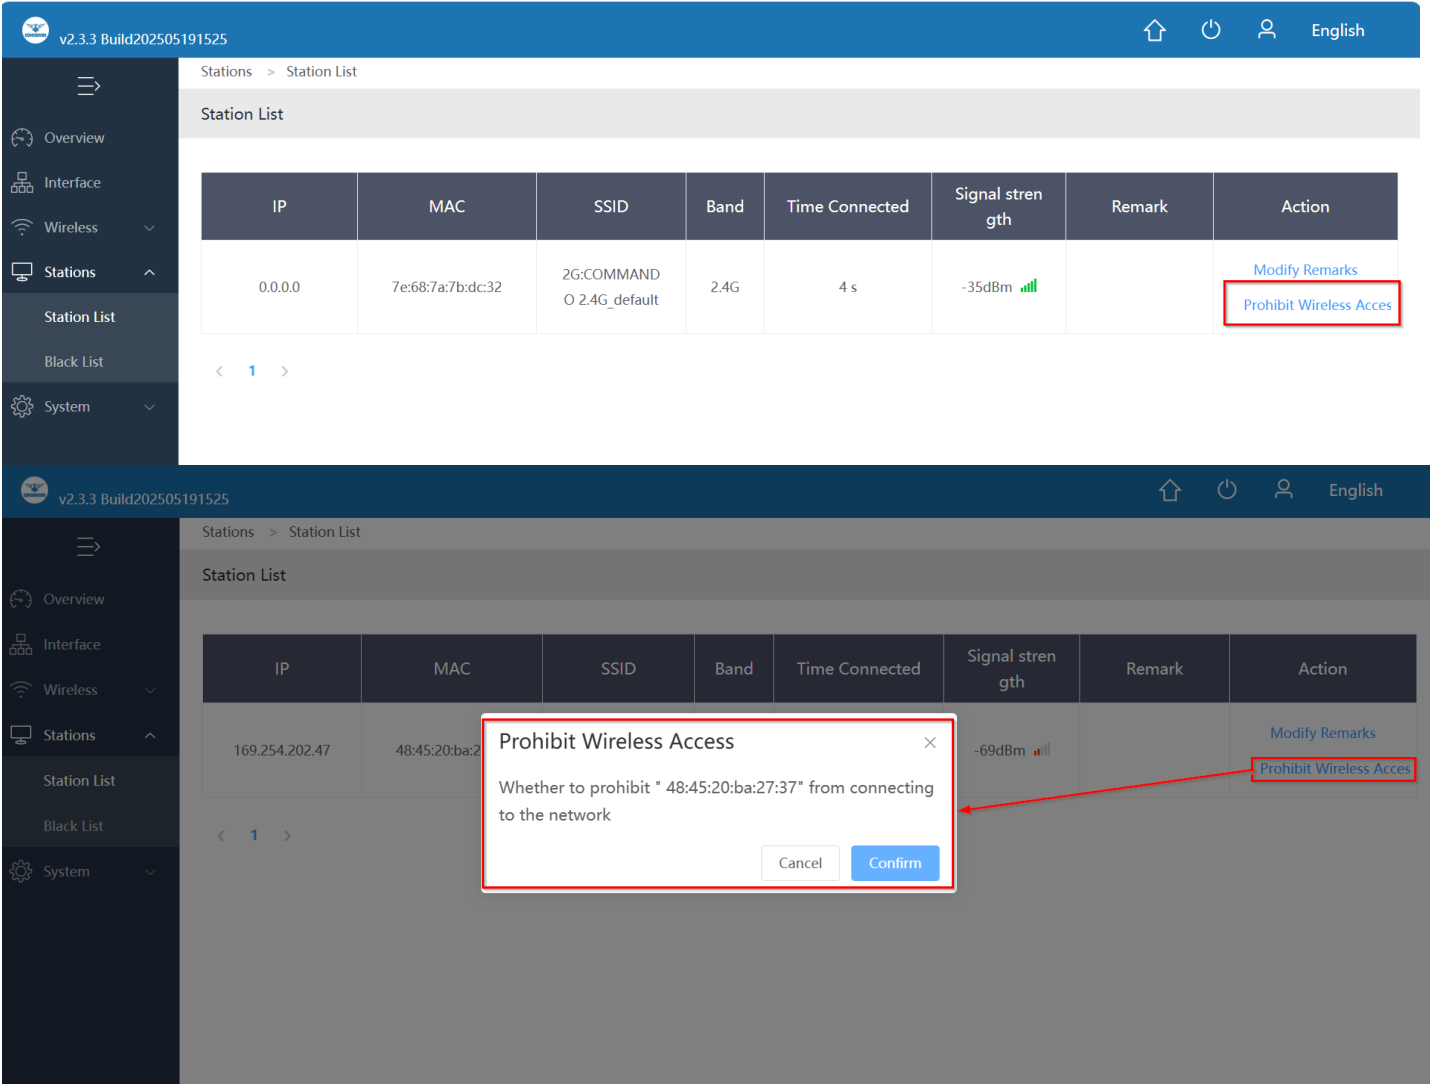 v2.3.3 Build202505191525
English
Stations > Station List
Station List
Overview
Interface
Wireless
Stations
Station List
Black List
System
IP
MAC
SSID
Band
Time Connected
Signal stren
gth
Remark
Action
0.0.0.0
7e:68:7a:7b:dc:32
2G:COMMAND
O 2.4G_default
2.4G
4 s
-35dBm
Modify Remarks
Prohibit Wireless Acces
< 1 >
v2.3.3 Build202505191525
English
Stations > Station List
Station List
Overview
Interface
Wireless
Stations
Station List
Black List
System
IP
MAC
SSID
Band
Time Connected
Signal stren
gth
Remark
Action
169.254.202.47
48:45:20:ba:2
-69dBm
Modify Remarks
Prohibit Wireless Acces
< 1 >
Prohibit Wireless Access
Whether to prohibit " 48:45:20:ba:27:37" from connecting
to the network
Cancel
Confirm